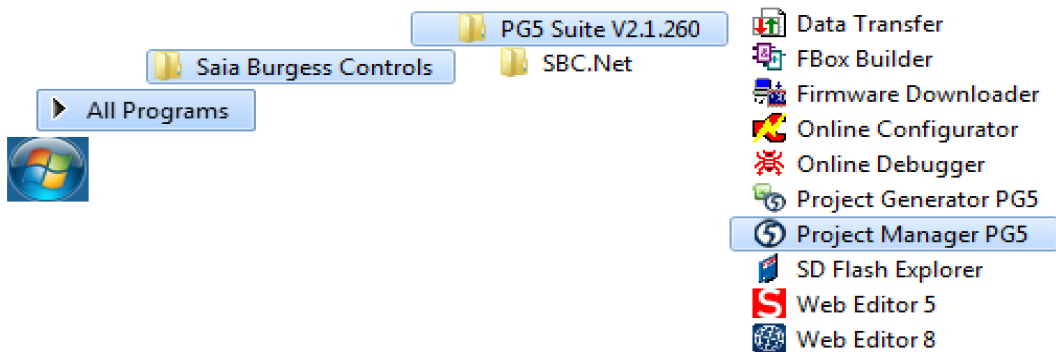 PG5 Suite V2.1.260
SBC.Net
Saia Burgess Controls
All Programs
Data Transfer
FBox Builder
Firmware Downloader
Online Configurator
Online Debugger
Project Generator PG5
Project Manager PG5
SD Flash Explorer
Web Editor 5
Web Editor 8